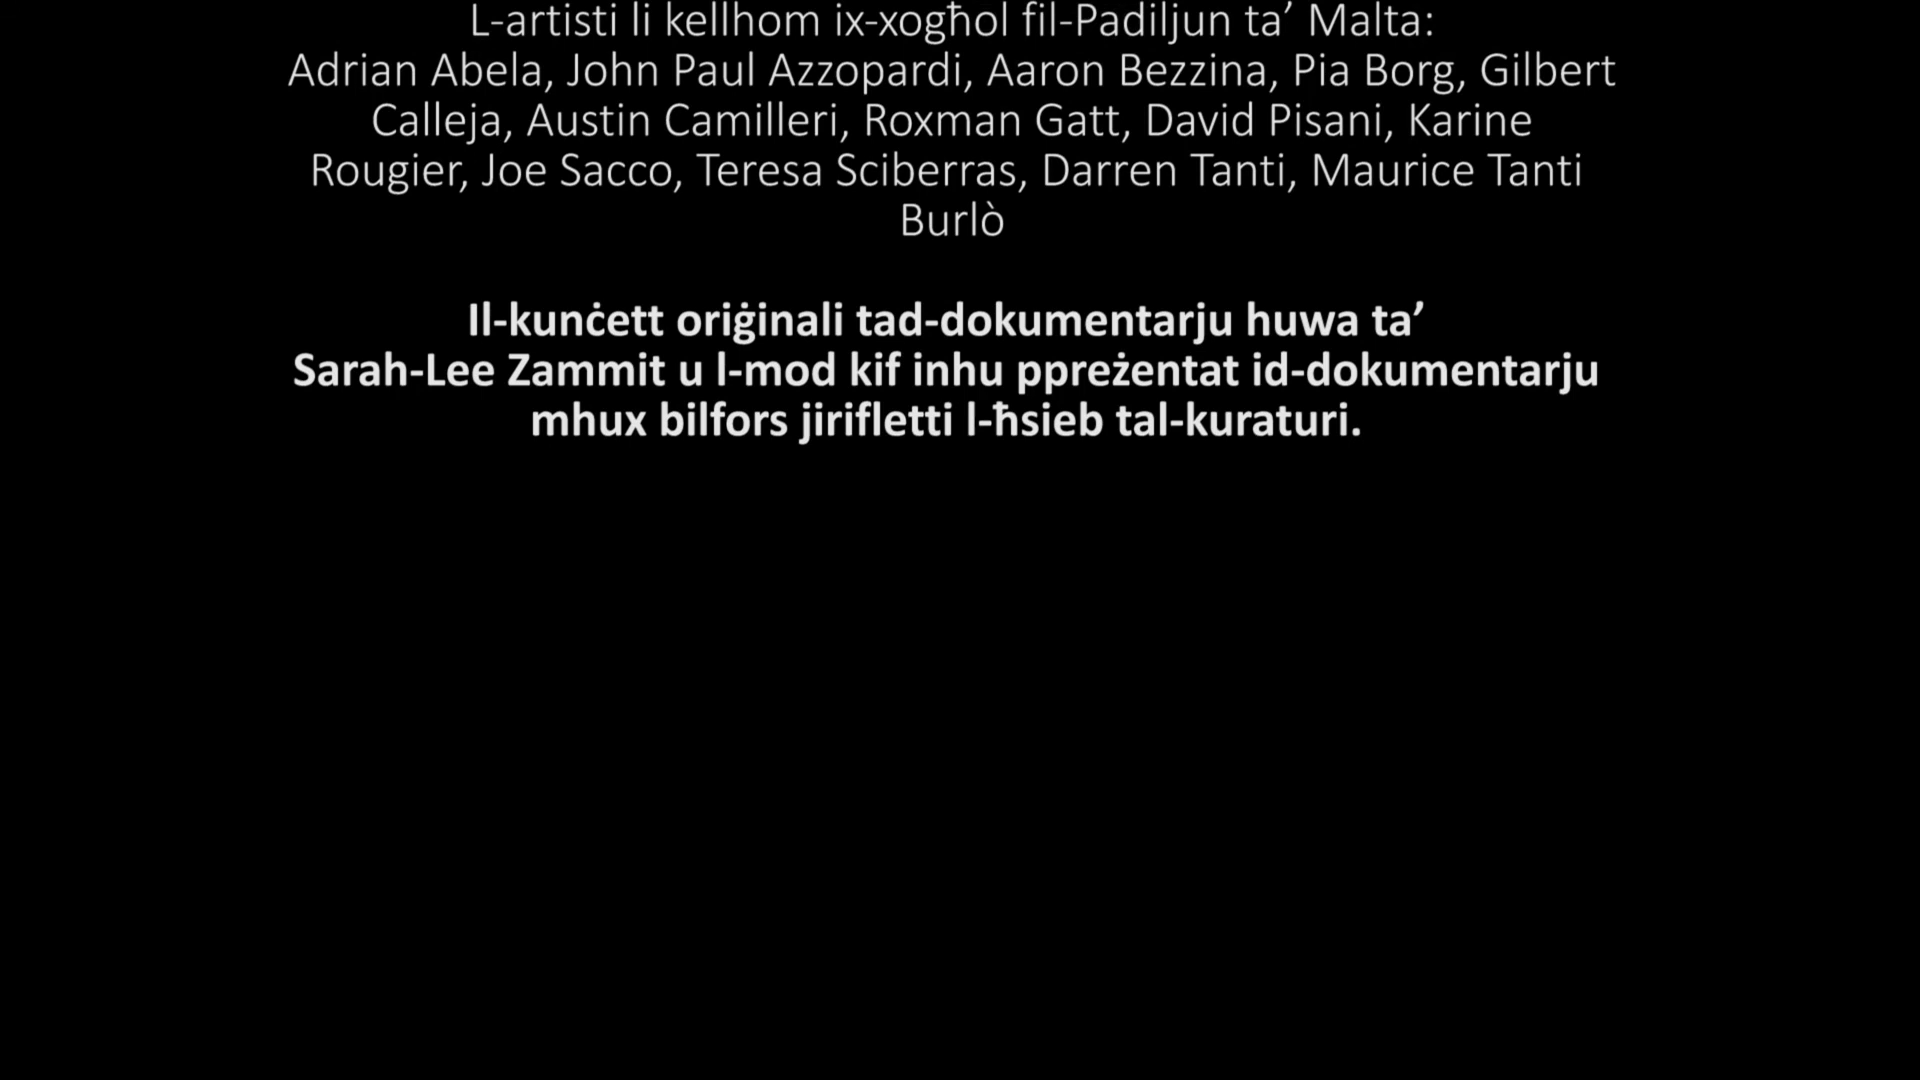 L-artisti li kellhom ix-xogħol fil-Padiljun ta’ Malta:
Adrian Abela, John Paul Azzopardi, Aaron Bezzina, Pia Borg, Gilbert
Calleja, Austin Camilleri, Roxman Gatt, David Pisani, Karine
Rougier, Joe Sacco, Teresa Sciberras, Darren Tanti, Maurice Tanti
Burlò
Il-kunċett oriġinali tad-dokumentarju huwa ta’
Sarah-Lee Zammit u l-mod kif inhu ppreżentat id-dokumentarju
mhux bilfors jirifletti l-ħsieb tal-kuraturi.